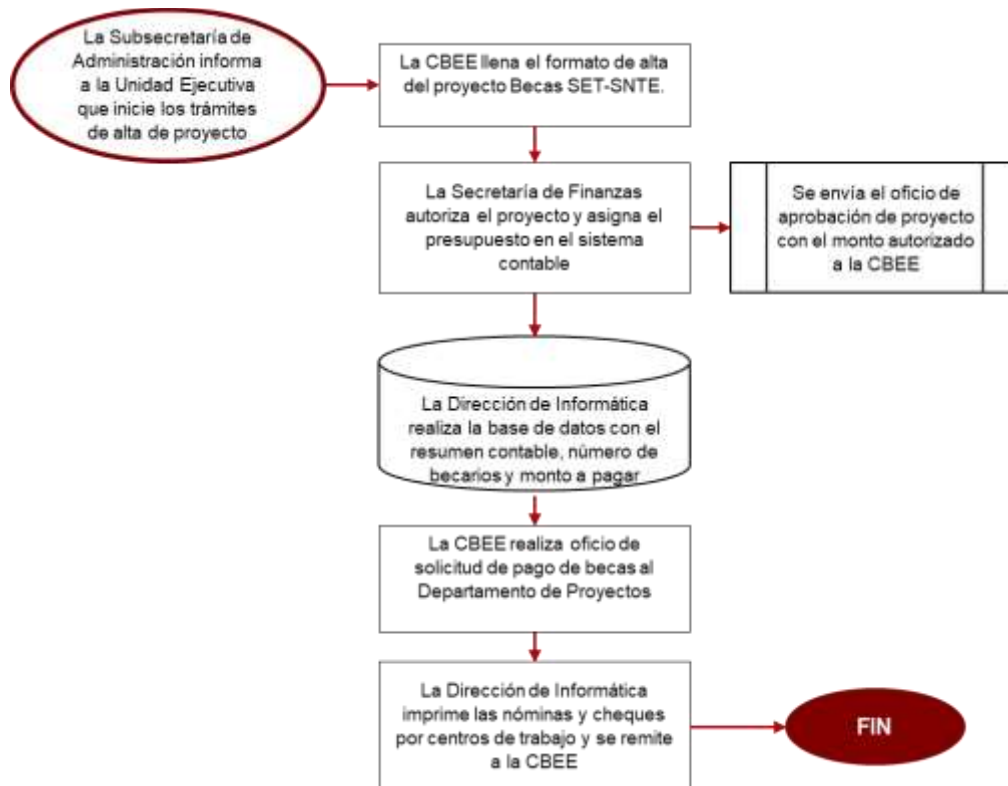 La Subsecretaría de
Administración informa
a la Unidad Ejecutiva
que inicie los trámites
de alta de proyecto
La CBEE llena el formato de alta
del proyecto Becas SET-SNTE.
La Secretaría de Finanzas
autoriza el proyecto y asigna el
presupuesto en el sistema
contable
Se envía el oficio de
aprobación de proyecto
con el monto autorizado
a la CBEE
La Dirección de Informática
realiza la base de datos con el
resumen contable, número de
becarios y monto a pagar
La CBEE realiza oficio de
solicitud de pago de becas al
Departamento de Proyectos
La Dirección de Informática
imprime las nóminas y cheques
por centros de trabajo y se remite
a la CBEE
FIN